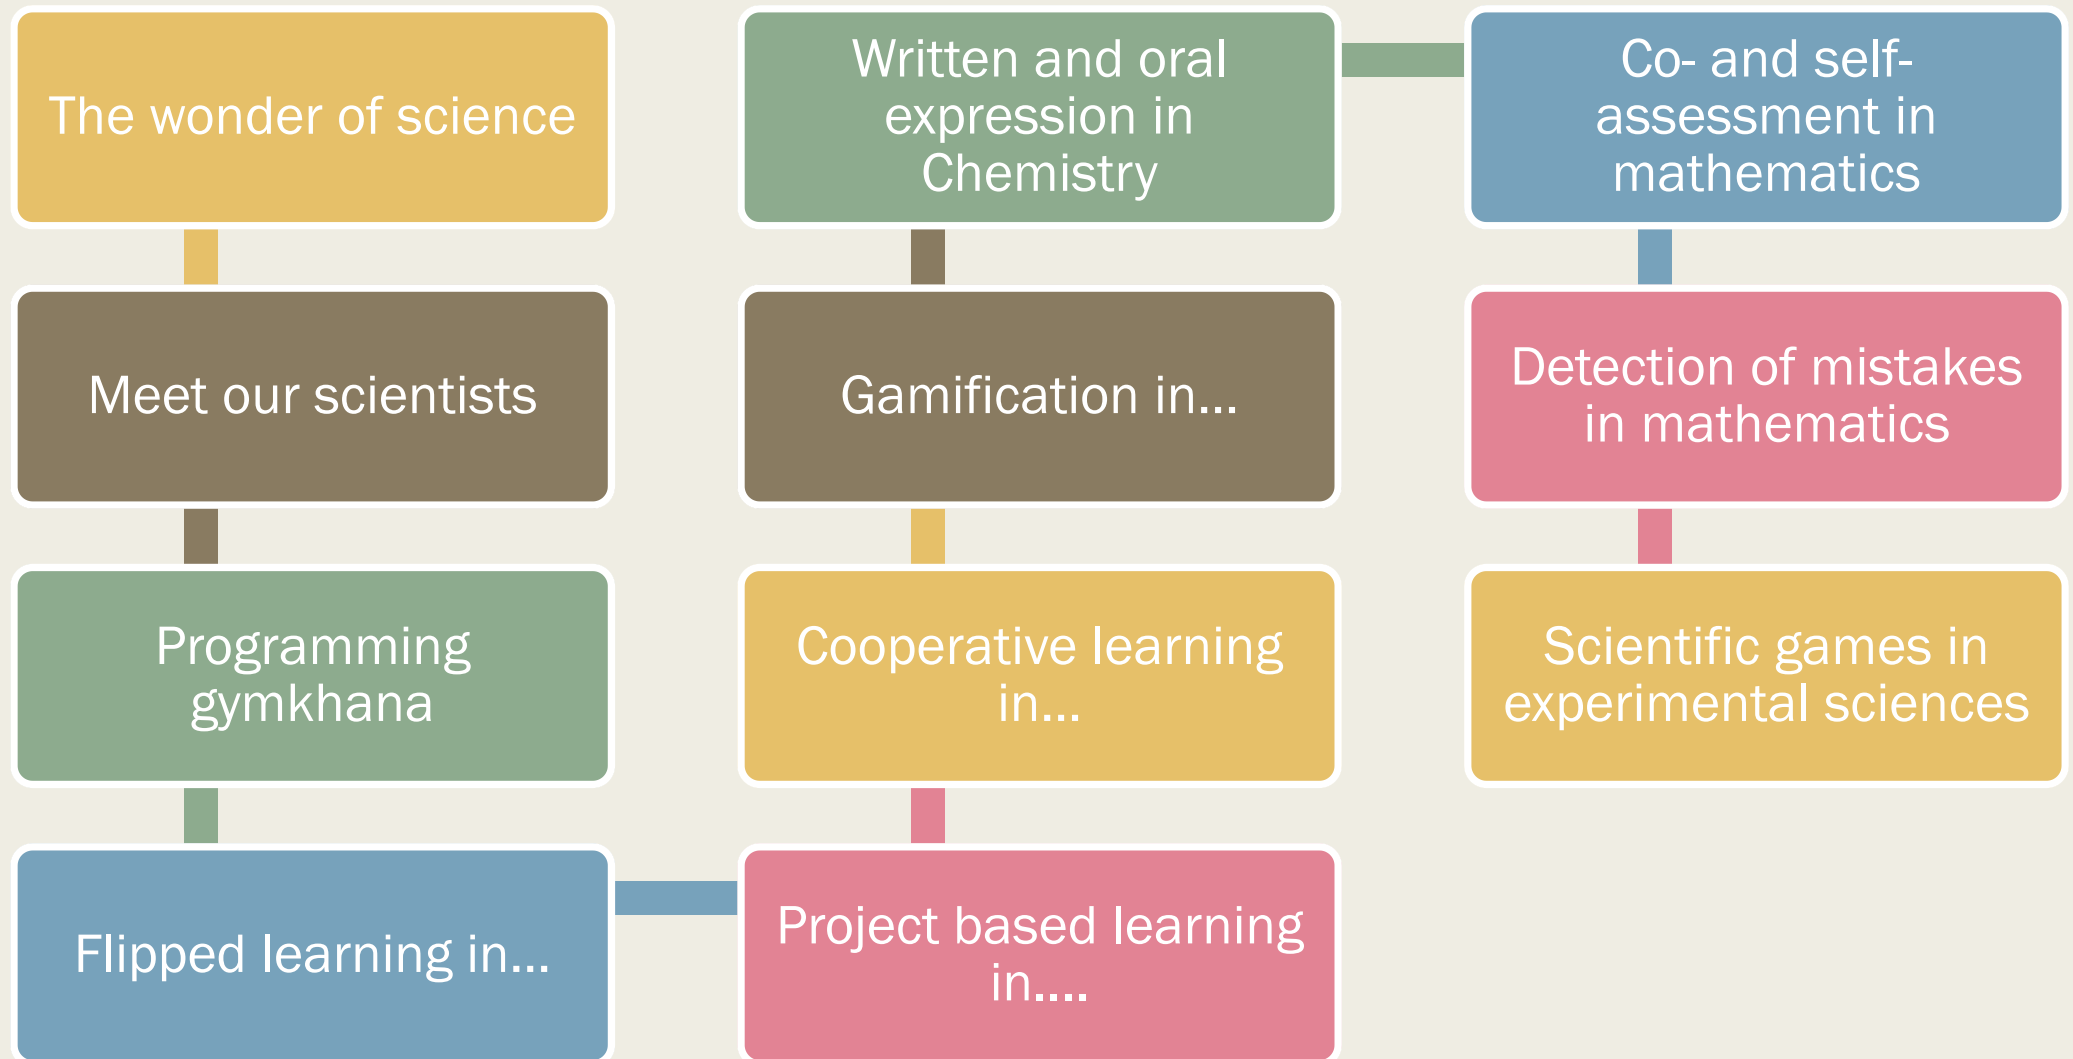 The wonder of science
Meet our scientists
Programming
gymkhana
Flipped learning in...
Project based learning
in....
Cooperative learning
in...
Gamification in...
Written and oral
expression in
Chemistry
Co- and self-
assessment in
mathematics
Detection of mistakes
in mathematics
Scientific games in
experimental sciences